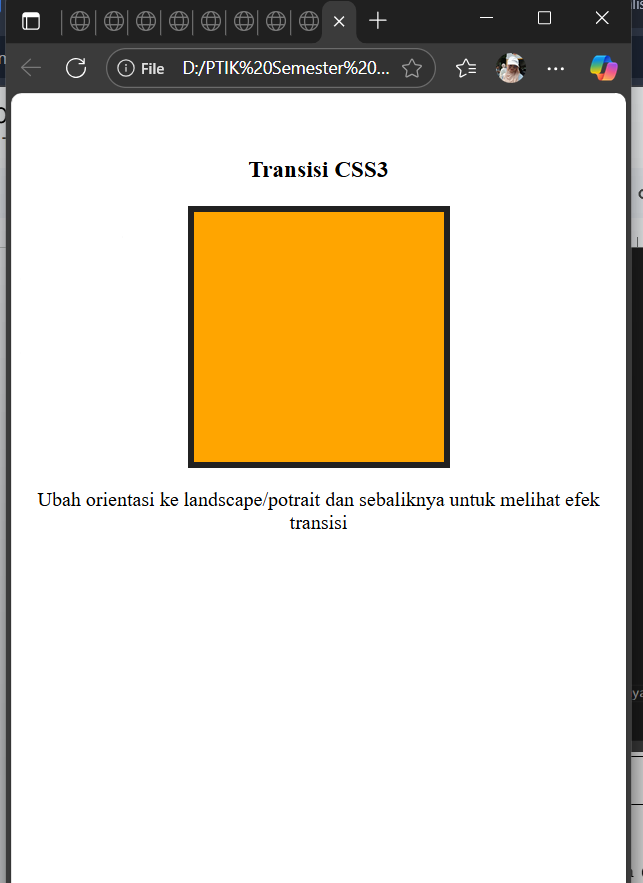 File D:/PTIK%20Semester%20...
Transisi CSS3
Ubah orientasi ke landscape/potrait dan sebaliknya untuk melihat efek
transisi